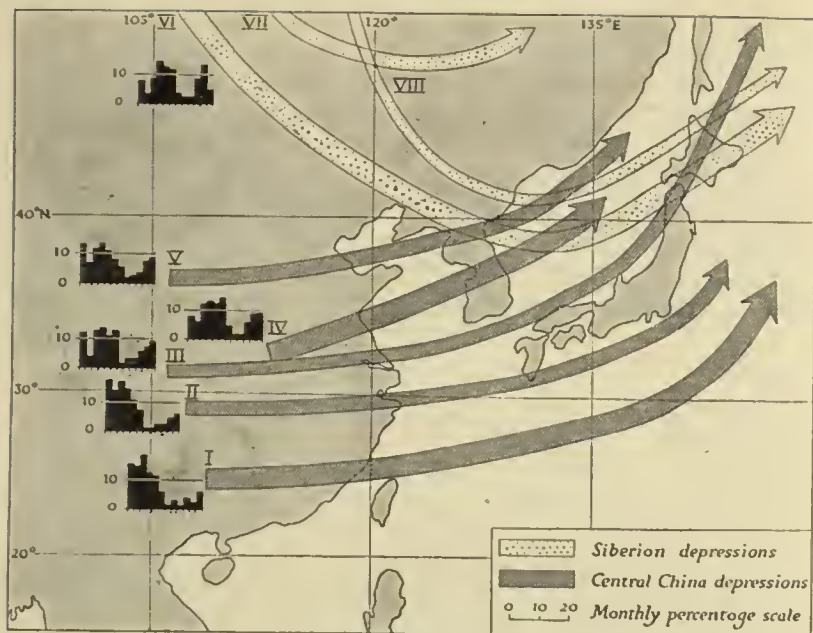 105° VI VII 120° 135°E
10
0
VIII
40°N
10 V
0
10
0 IV
10
0 III
30°
II
10
0
I
10
0
20°
Siberion depressions
Central China depressions
0 10 20 Monthly percentage scale